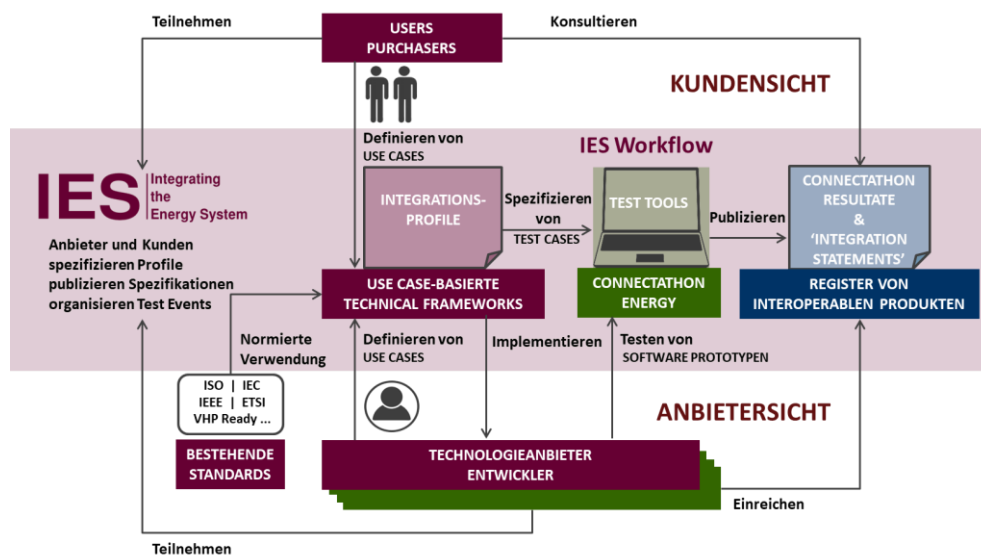 Teilnehmen
USERS
PURCHASERS
Konsultieren
KUNDENSICHT
Definieren von
USE CASES
IES Workflow
IES
Integrating
the
Energy System
Anbieter und Kunden
spezifizieren Profile
publizieren Spezifikationen
organisieren Test Events
INTEGRATIONS-
PROFILE
Spezifizieren
von
TEST CASES
TEST TOOLS
Publizieren
CONNECTATHON
RESULTATE
&
‘INTEGRATION
STATEMENTS’
USE CASE-BASIERTE
TECHNICAL FRAMEWORKS
CONNECTATHON
ENERGY
REGISTER VON
INTEROPERABLEN PRODUKTEN
Normierte
Verwendung
Definieren von
USE CASES
Implementieren
Testen von
SOFTWARE PROTOTYPEN
ISO | IEC
IEEE | ETSI
VHP Ready ...
BESTEHENDE
STANDARDS
ANBIETERSICHT
TECHNOLOGIEANBIETER
ENTWICKLER
Einreichen
Teilnehmen